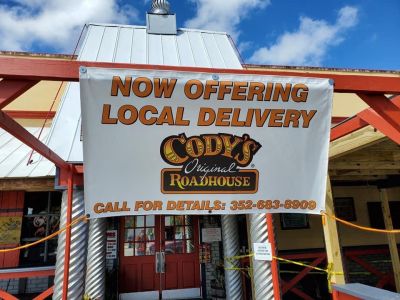 NOW OFFERING
LOCAL DELIVERY
CODY'S
Original
ROADHOUSE
CALL FOR DETAILS: 352-683-8909